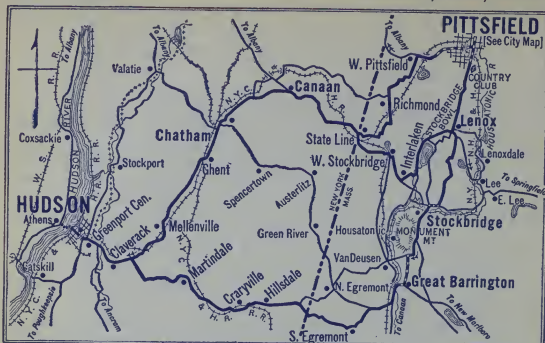 PITTSFIELD
[See City Map]
To Albany
To Albany
To Albany
To Albany
Valatie
W. Pittsfield
COUNTRY
CLUB
R. R.
N.Y.C.
Canaan
R.R.
STOCKBRIDGE
BOWL
HOUSATONIC R
Richmond
Coxsackie
HUDSON
RIVER
Chatham
State Line
Interlaken
Lenox
W. S.
R. R.
Stockport
Ghent
W. Stockbridge
Lenoxdale
N.Y. N.H.
Spencertown
Austerlitz
NEW YORK
MASS.
Lee
To Springfield
E. Lee
HUDSON
Athens
Greenport Cen.
Claverack
Mellenville
Stockbridge
Green River
Housatonic
MONUMENT
MT
Catskill
N.Y.C.
Martindale
VanDeusen
Craryville
Hillsdale
N. Egremont
Great Barrington
N.Y.C.
& H. R. R.R.
To Poughkeepsie
Ancram
S. Egremont
To Canaan
To New Marlboro